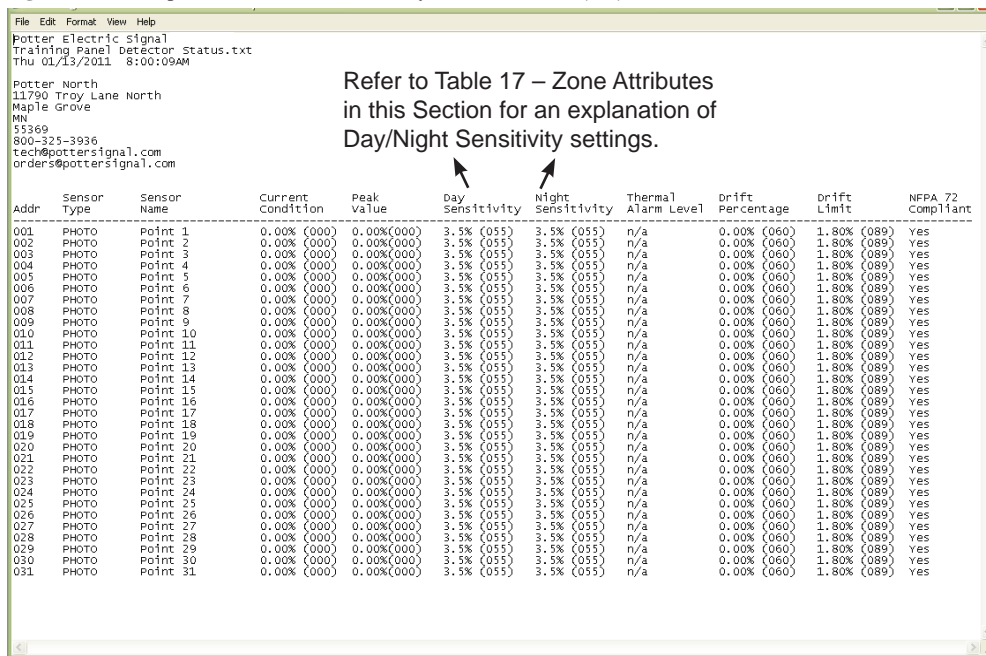 File Edit Format View Help
Potter Electric Signal
Training Panel Detector Status.txt
Thu 01/13/2011 8:00:09AM
Potter North
11790 Troy Lane North
Maple Grove
MN
55369
800-325-3936
tech@pottersignal.com
orders@pottersignal.com
Refer to Table 17 – Zone Attributes
in this Section for an explanation of
Day/Night Sensitivity settings.
Sensor Sensor Current Peak Day Night Thermal Drift Drift NFPA 72
Addr Type Name Condition Value Sensitivity Sensitivity Alarm Level Percentage Limit Compliant
001 PHOTO Point 1 0.00% (000) 0.00%(000) 3.5% (055) 3.5% (055) n/a 0.00% (060) 1.80% (089) Yes
002 PHOTO Point 2 0.00% (000) 0.00%(000) 3.5% (055) 3.5% (055) n/a 0.00% (060) 1.80% (089) Yes
003 PHOTO Point 3 0.00% (000) 0.00%(000) 3.5% (055) 3.5% (055) n/a 0.00% (060) 1.80% (089) Yes
004 PHOTO Point 4 0.00% (000) 0.00%(000) 3.5% (055) 3.5% (055) n/a 0.00% (060) 1.80% (089) Yes
005 PHOTO Point 5 0.00% (000) 0.00%(000) 3.5% (055) 3.5% (055) n/a 0.00% (060) 1.80% (089) Yes
006 PHOTO Point 6 0.00% (000) 0.00%(000) 3.5% (055) 3.5% (055) n/a 0.00% (060) 1.80% (089) Yes
007 PHOTO Point 7 0.00% (000) 0.00%(000) 3.5% (055) 3.5% (055) n/a 0.00% (060) 1.80% (089) Yes
008 PHOTO Point 8 0.00% (000) 0.00%(000) 3.5% (055) 3.5% (055) n/a 0.00% (060) 1.80% (089) Yes
009 PHOTO Point 9 0.00% (000) 0.00%(000) 3.5% (055) 3.5% (055) n/a 0.00% (060) 1.80% (089) Yes
010 PHOTO Point 10 0.00% (000) 0.00%(000) 3.5% (055) 3.5% (055) n/a 0.00% (060) 1.80% (089) Yes
011 PHOTO Point 11 0.00% (000) 0.00%(000) 3.5% (055) 3.5% (055) n/a 0.00% (060) 1.80% (089) Yes
012 PHOTO Point 12 0.00% (000) 0.00%(000) 3.5% (055) 3.5% (055) n/a 0.00% (060) 1.80% (089) Yes
013 PHOTO Point 13 0.00% (000) 0.00%(000) 3.5% (055) 3.5% (055) n/a 0.00% (060) 1.80% (089) Yes
014 PHOTO Point 14 0.00% (000) 0.00%(000) 3.5% (055) 3.5% (055) n/a 0.00% (060) 1.80% (089) Yes
015 PHOTO Point 15 0.00% (000) 0.00%(000) 3.5% (055) 3.5% (055) n/a 0.00% (060) 1.80% (089) Yes
016 PHOTO Point 16 0.00% (000) 0.00%(000) 3.5% (055) 3.5% (055) n/a 0.00% (060) 1.80% (089) Yes
017 PHOTO Point 17 0.00% (000) 0.00%(000) 3.5% (055) 3.5% (055) n/a 0.00% (060) 1.80% (089) Yes
018 PHOTO Point 18 0.00% (000) 0.00%(000) 3.5% (055) 3.5% (055) n/a 0.00% (060) 1.80% (089) Yes
019 PHOTO Point 19 0.00% (000) 0.00%(000) 3.5% (055) 3.5% (055) n/a 0.00% (060) 1.80% (089) Yes
020 PHOTO Point 20 0.00% (000) 0.00%(000) 3.5% (055) 3.5% (055) n/a 0.00% (060) 1.80% (089) Yes
021 PHOTO Point 21 0.00% (000) 0.00%(000) 3.5% (055) 3.5% (055) n/a 0.00% (060) 1.80% (089) Yes
022 PHOTO Point 22 0.00% (000) 0.00%(000) 3.5% (055) 3.5% (055) n/a 0.00% (060) 1.80% (089) Yes
023 PHOTO Point 23 0.00% (000) 0.00%(000) 3.5% (055) 3.5% (055) n/a 0.00% (060) 1.80% (089) Yes
024 PHOTO Point 24 0.00% (000) 0.00%(000) 3.5% (055) 3.5% (055) n/a 0.00% (060) 1.80% (089) Yes
025 PHOTO Point 25 0.00% (000) 0.00%(000) 3.5% (055) 3.5% (055) n/a 0.00% (060) 1.80% (089) Yes
026 PHOTO Point 26 0.00% (000) 0.00%(000) 3.5% (055) 3.5% (055) n/a 0.00% (060) 1.80% (089) Yes
027 PHOTO Point 27 0.00% (000) 0.00%(000) 3.5% (055) 3.5% (055) n/a 0.00% (060) 1.80% (089) Yes
028 PHOTO Point 28 0.00% (000) 0.00%(000) 3.5% (055) 3.5% (055) n/a 0.00% (060) 1.80% (089) Yes
029 PHOTO Point 29 0.00% (000) 0.00%(000) 3.5% (055) 3.5% (055) n/a 0.00% (060) 1.80% (089) Yes
030 PHOTO Point 30 0.00% (000) 0.00%(000) 3.5% (055) 3.5% (055) n/a 0.00% (060) 1.80% (089) Yes
031 PHOTO Point 31 0.00% (000) 0.00%(000) 3.5% (055) 3.5% (055) n/a 0.00% (060) 1.80% (089) Yes